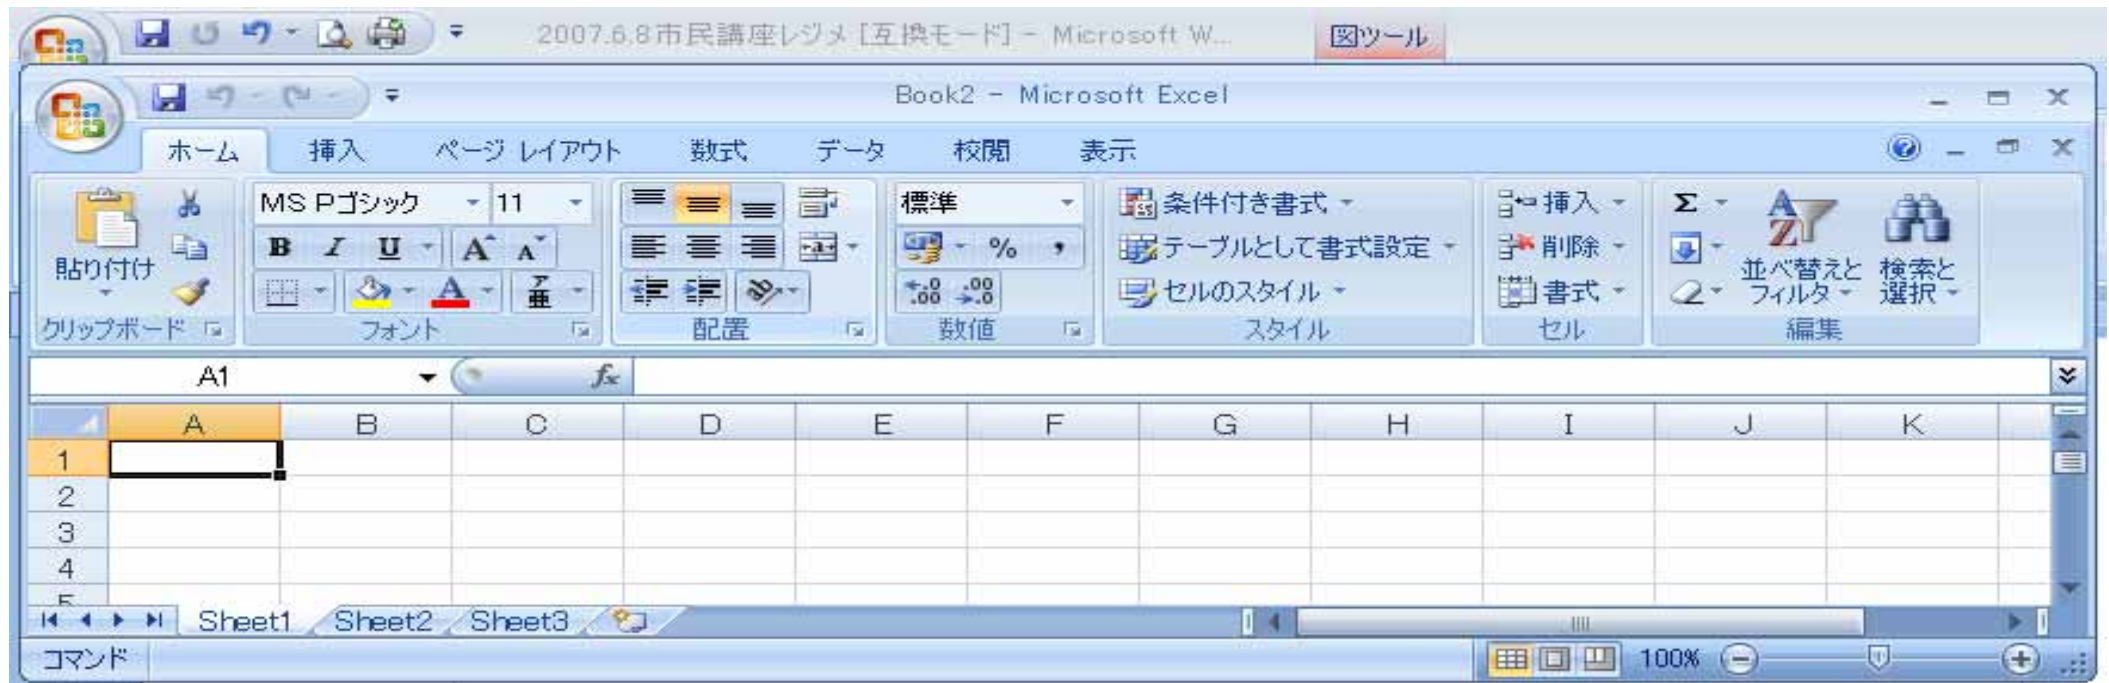 2007.6.8市民講座レジメ [互換モード] - Microsoft W... 図ツール
Book2 - Microsoft Excel
ホーム 挿入 ページ レイアウト 数式 データ 校閲 表示
貼り付け
クリップボード
MS Pゴシック 11
B I U A A
A ア亜
フォント
配置
標準
% ,
数値
条件付き書式
テーブルとして書式設定
セルのスタイル
スタイル
挿入
削除
書式
セル
Σ
並べ替えと
フィルタ
検索と
選択
編集
A1 fx
A B C D E F G H I J K
1
2
3
4
5
Sheet1 Sheet2 Sheet3
コマンド 100%